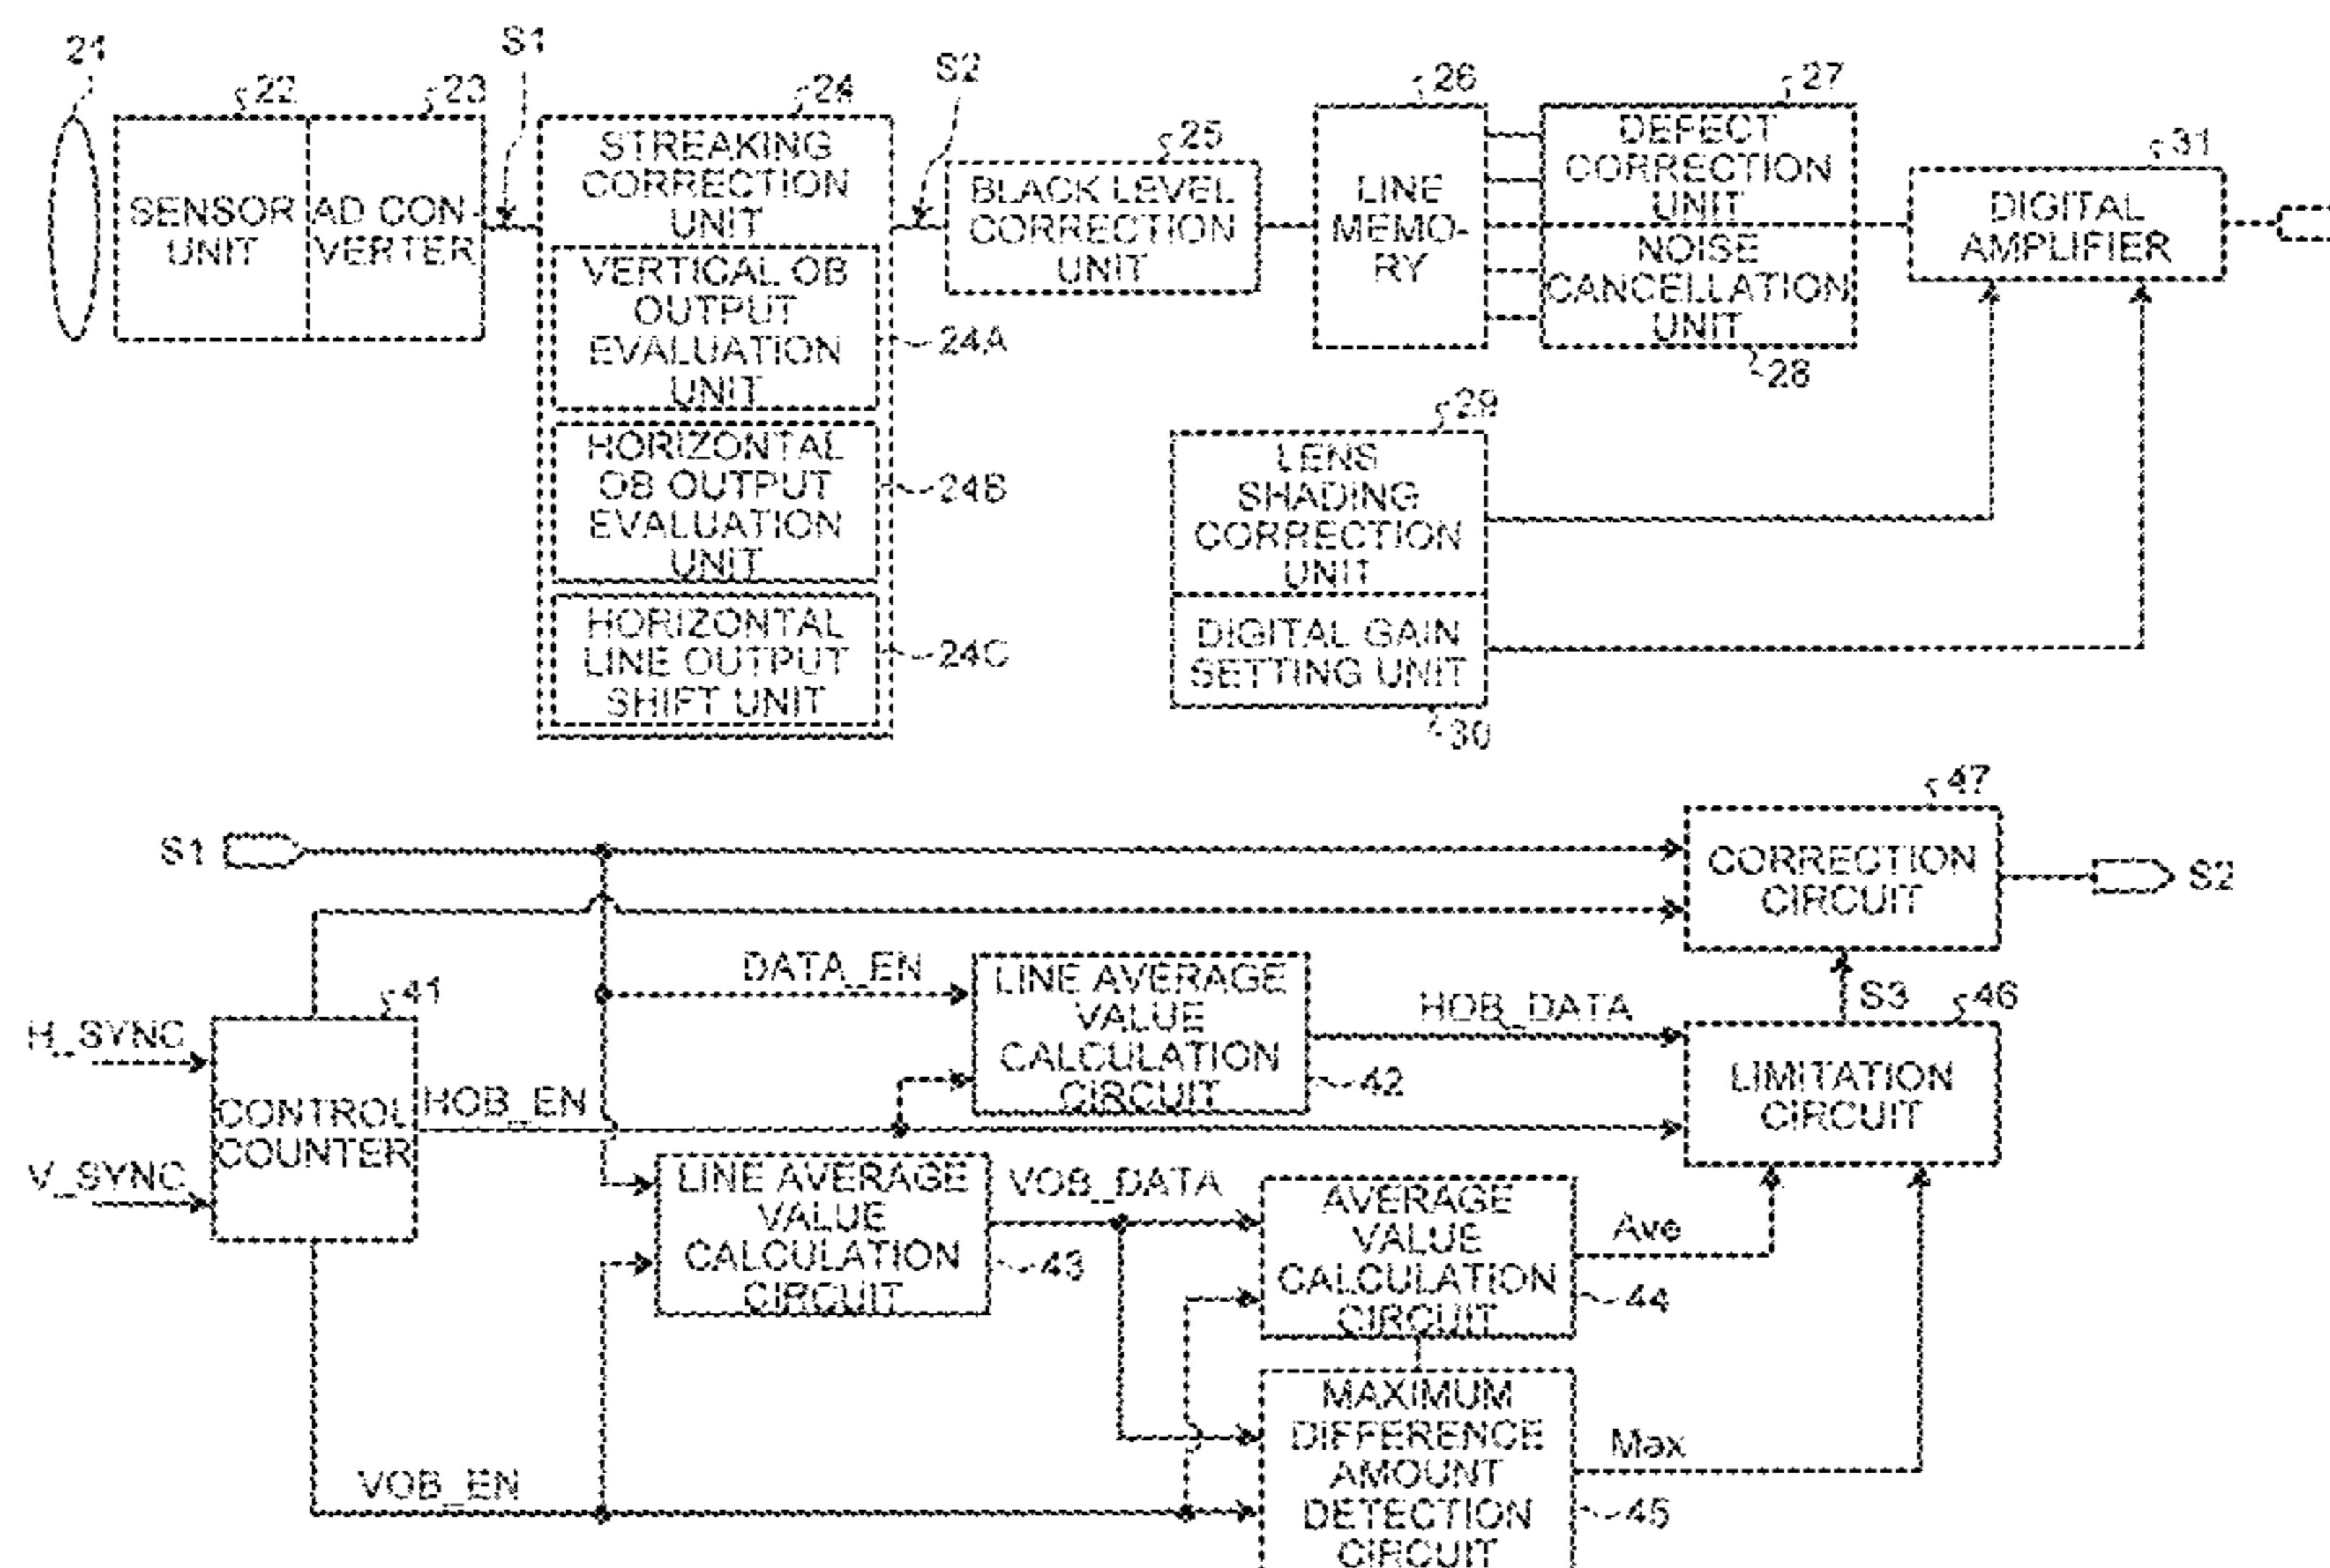 21
22
23
S1
24
S2
25
26
27
31
SENSOR
UNIT
AD CON-
VERTER
STREAKING
CORRECTION
UNIT
VERTICAL OB
OUTPUT
EVALUATION
UNIT
24A
HORIZONTAL
OB OUTPUT
EVALUATION
UNIT
24B
HORIZONTAL
LINE OUTPUT
SHIFT UNIT
24C
BLACK LEVEL
CORRECTION
UNIT
LINE
MEMO-
RY
DEFECT
CORRECTION
UNIT
NOISE
CANCELLATION
UNIT
28
DIGITAL
AMPLIFIER
29
LENS
SHADING
CORRECTION
UNIT
DIGITAL GAIN
SETTING UNIT
30
S1
47
CORRECTION
CIRCUIT
S2
DATA_EN
LINE AVERAGE
VALUE
CALCULATION
CIRCUIT
42
HOB_DATA
S3
46
LIMITATION
CIRCUIT
41
H_SYNC
CONTROL
COUNTER
V_SYNC
HOB_EN
LINE AVERAGE
VALUE
CALCULATION
CIRCUIT
43
VOB_DATA
AVERAGE
VALUE
CALCULATION
CIRCUIT
44
Ave
MAXIMUM
DIFFERENCE
AMOUNT
DETECTION
CIRCUIT
45
Max
VOB_EN